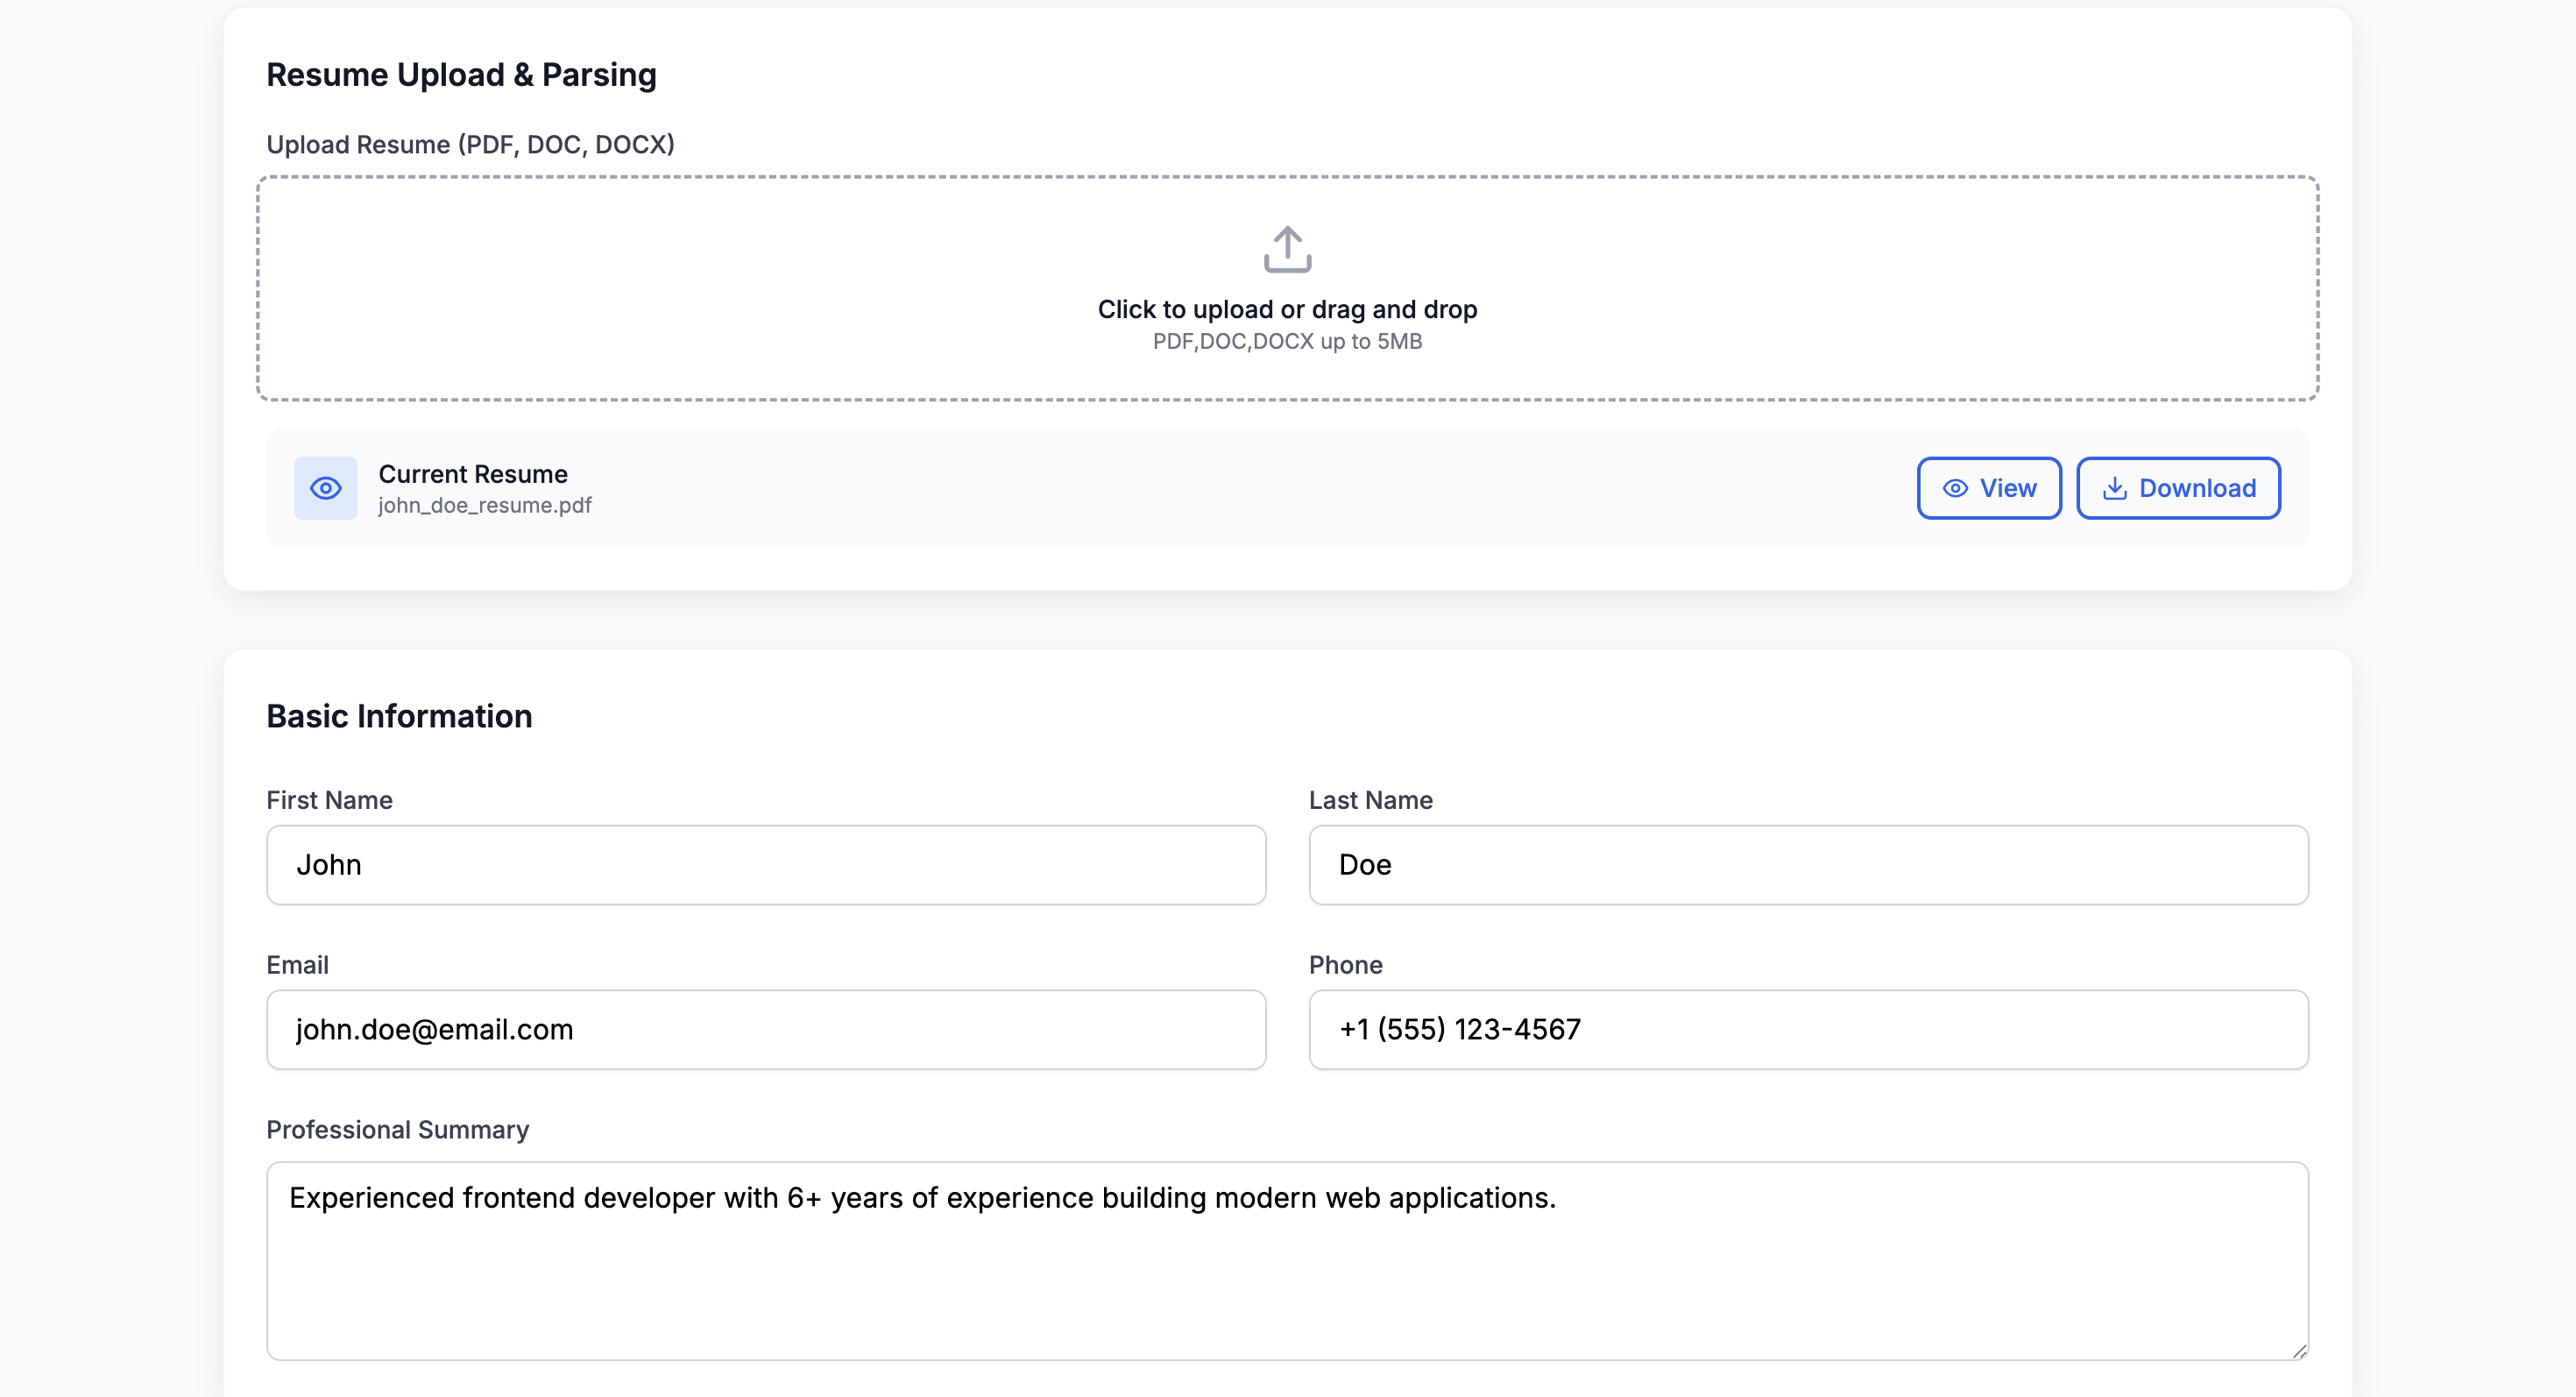 Resume Upload & Parsing
Upload Resume (PDF, DOC, DOCX)
Click to upload or drag and drop
PDF,DOC,DOCX up to 5MB
Current Resume
john_doe_resume.pdf
View
Download
Basic Information
First Name
Last Name
John
Doe
Email
Phone
john.doe@email.com
+1 (555) 123-4567
Professional Summary
Experienced frontend developer with 6+ years of experience building modern web applications.